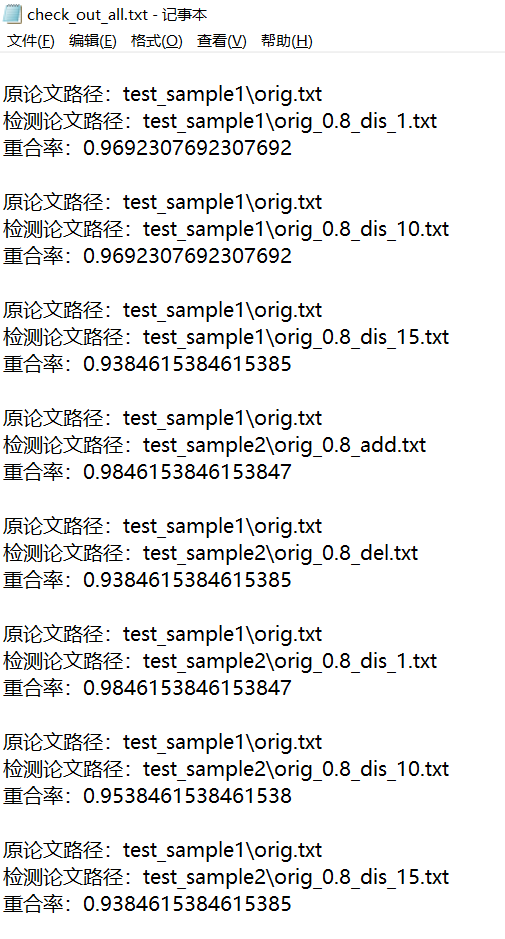 check_out_all.txt - 记事本
文件(F) 编辑(E) 格式(O) 查看(V) 帮助(H)
原论文路径：test_sample1\orig.txt
检测论文路径：test_sample1\orig_0.8_dis_1.txt
重合率：0.9692307692307692
原论文路径：test_sample1\orig.txt
检测论文路径：test_sample1\orig_0.8_dis_10.txt
重合率：0.9692307692307692
原论文路径：test_sample1\orig.txt
检测论文路径：test_sample1\orig_0.8_dis_15.txt
重合率：0.9384615384615385
原论文路径：test_sample1\orig.txt
检测论文路径：test_sample2\orig_0.8_add.txt
重合率：0.9846153846153847
原论文路径：test_sample1\orig.txt
检测论文路径：test_sample2\orig_0.8_del.txt
重合率：0.9384615384615385
原论文路径：test_sample1\orig.txt
检测论文路径：test_sample2\orig_0.8_dis_1.txt
重合率：0.9846153846153847
原论文路径：test_sample1\orig.txt
检测论文路径：test_sample2\orig_0.8_dis_10.txt
重合率：0.9538461538461538
原论文路径：test_sample1\orig.txt
检测论文路径：test_sample2\orig_0.8_dis_15.txt
重合率：0.9384615384615385